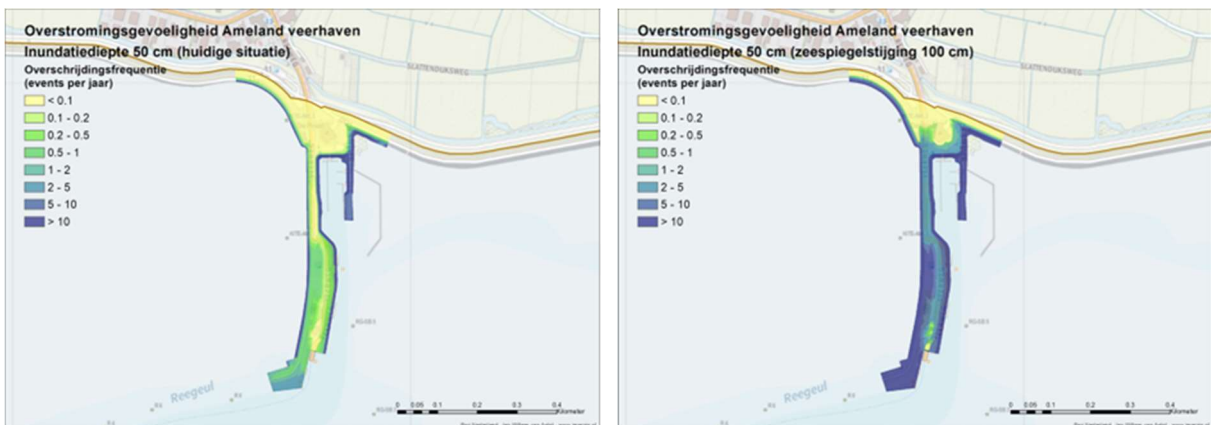 Overstromingsgevoeligheid Ameland veerhaven
Inundatiediepte 50 cm (huidige situatie)
Overschrijdingsfrequentie
(events per jaar)
< 0.1
0.1 - 0.2
0.2 - 0.5
0.5 - 1
1 - 2
2 - 5
5 - 10
> 10
SLATTENDIJKSWEG
Reegeul
0 0.05 0.1 0.2 0.3 0.4
Kilometer
Overstromingsgevoeligheid Ameland veerhaven
Inundatiediepte 50 cm (zeespiegelstijging 100 cm)
Overschrijdingsfrequentie
(events per jaar)
< 0.1
0.1 - 0.2
0.2 - 0.5
0.5 - 1
1 - 2
2 - 5
5 - 10
> 10
SLATTENDIJKSWEG
Reegeul
0 0.05 0.1 0.2 0.3 0.4
Kilometer